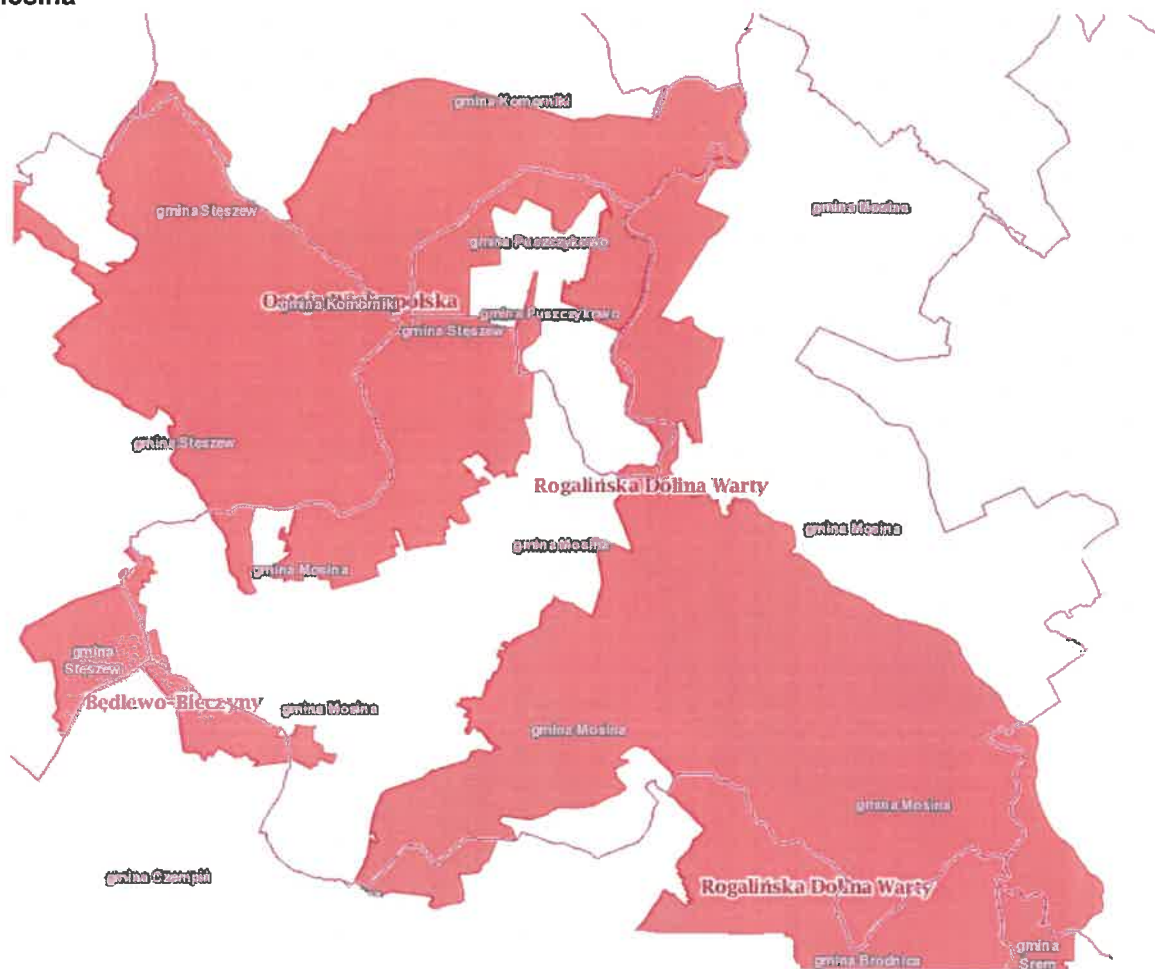 gmina Komorniki
gmina Stęszew
gmina Mosina
gmina Puszczykowo
gmina Komorniki
gmina Puszczykowo
gmina Stęszew
gmina Stęszew
Rogalińska Dolina Warty
gmina Mosina
gmina Mosina
gmina Mosina
gmina
Stęszew
Będlewo-Bieczyny
gmina Mosina
gmina Mosina
gmina Mosina
gmina Czempiń
Rogalińska Dolina Warty
gmina Brodnica
gmina
Śrem